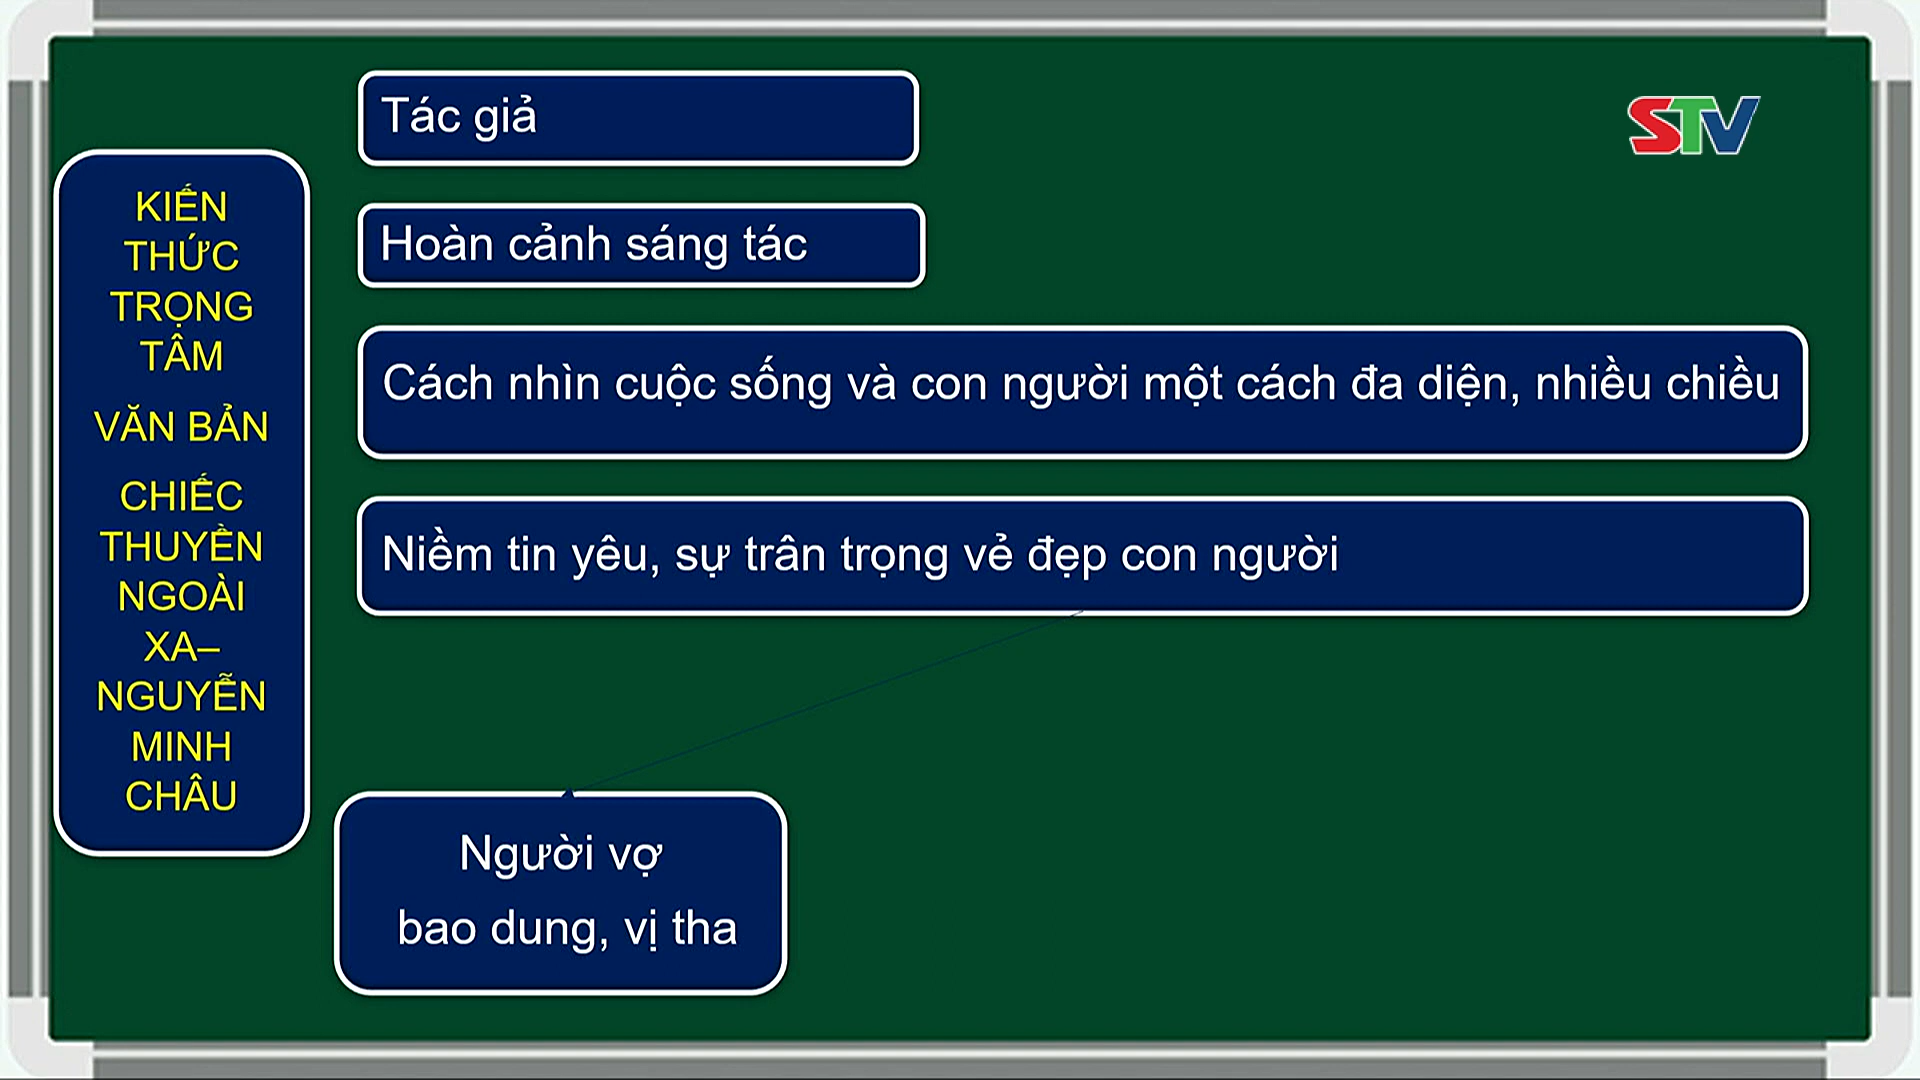 KIẾN
THỨC
TRỌNG
TÂM
VĂN BẢN
CHIẾC
THUYỀN
NGOÀI
XA–
NGUYỄN
MINH
CHÂU
Tác giả
Hoàn cảnh sáng tác
Cách nhìn cuộc sống và con người một cách đa diện, nhiều chiều
Niềm tin yêu, sự trân trọng vẻ đẹp con người
Người vợ
bao dung, vị tha
STV